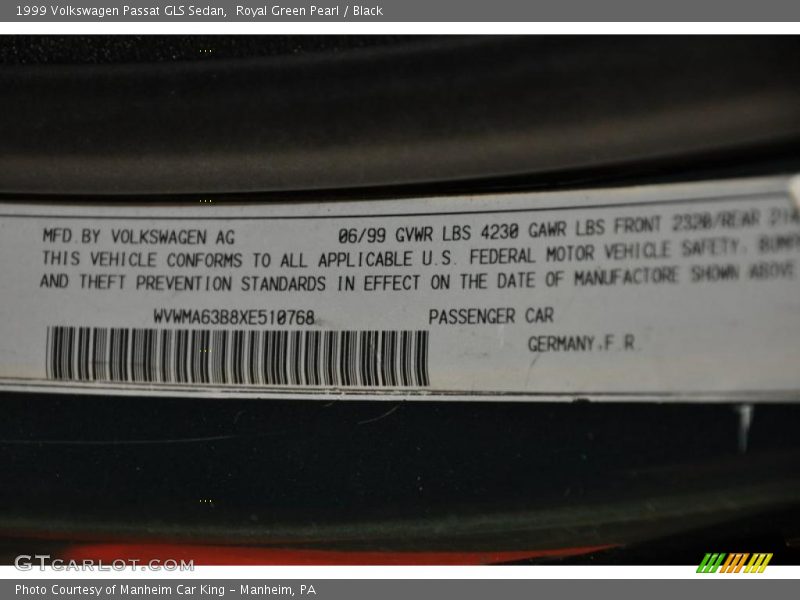 1999 Volkswagen Passat GLS Sedan, Royal Green Pearl / Black
MFD.BY VOLKSWAGEN AG 06/99 GVWR LBS 4230 GAWR LBS FRONT 2320/REAR
THIS VEHICLE CONFORMS TO ALL APPLICABLE U.S. FEDERAL MOTOR VEHICLE SAFETY,
AND THEFT PREVENTION STANDARDS IN EFFECT ON THE DATE OF MANUFACTORE SHOWN ABOVE
WVWMA63B8XE510768 PASSENGER CAR
GERMANY,F.R.
GTCARLOT.COM
Photo Courtesy of Manheim Car King - Manheim, PA